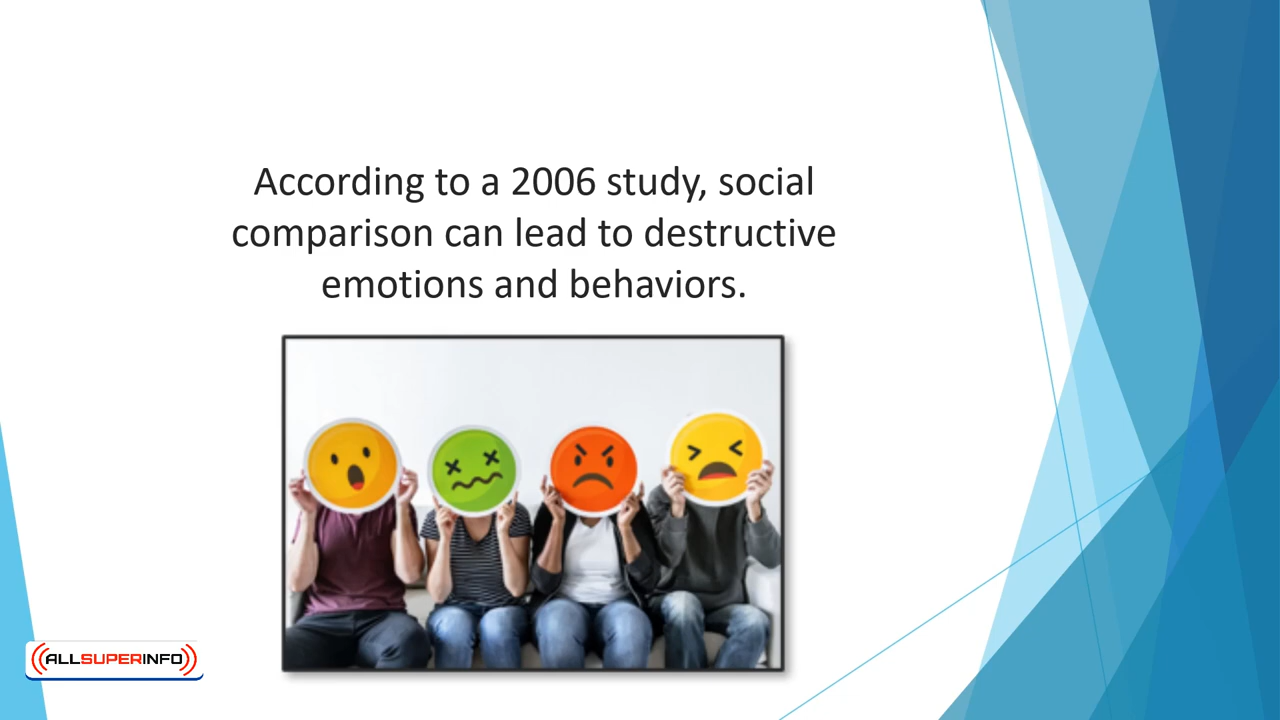 According to a 2006 study, social
comparison can lead to destructive
emotions and behaviors.
ALLSUPERINFO